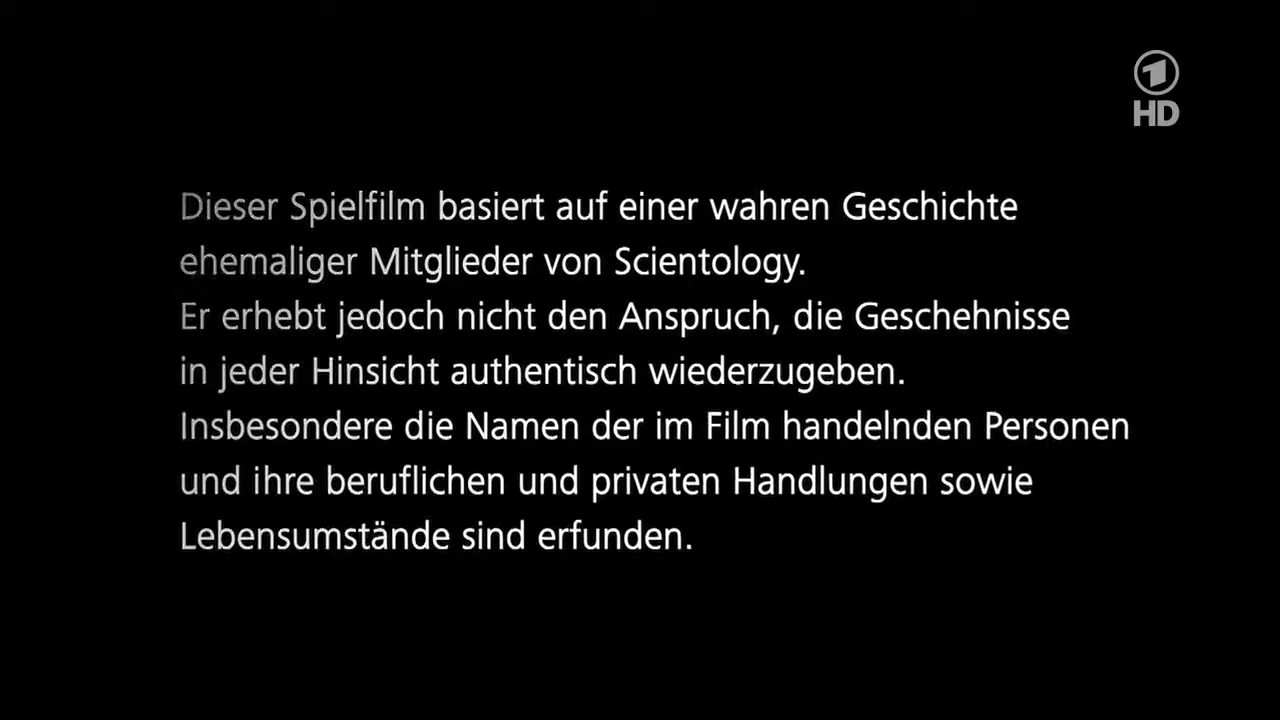 1
HD
Dieser Spielfilm basiert auf einer wahren Geschichte
ehemaliger Mitglieder von Scientology.
Er erhebt jedoch nicht den Anspruch, die Geschehnisse
in jeder Hinsicht authentisch wiederzugeben.
Insbesondere die Namen der im Film handelnden Personen
und ihre beruflichen und privaten Handlungen sowie
Lebensumstände sind erfunden.